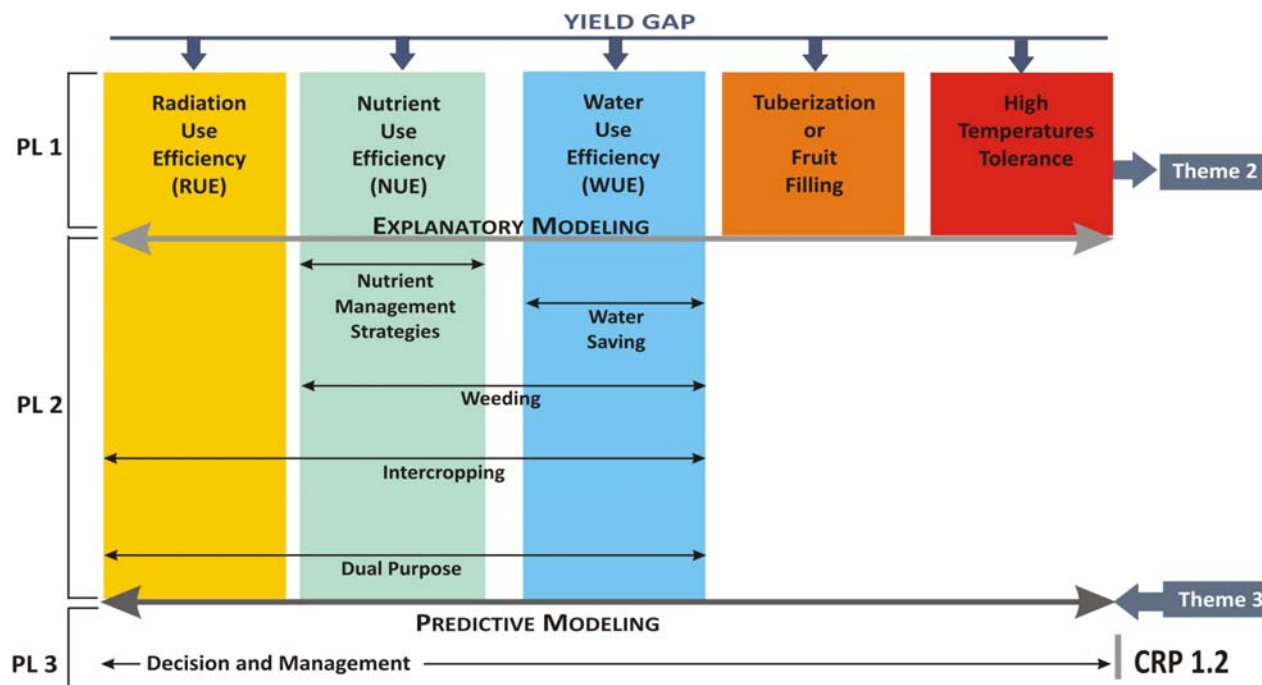 YIELD GAP
PL 1
Radiation
Use
Efficiency
(RUE)
Nutrient
Use
Efficiency
(NUE)
Water
Use
Efficiency
(WUE)
Tuberization
or
Fruit
Filling
High
Temperatures
Tolerance
Theme 2
EXPLANATORY MODELING
PL 2
Nutrient
Management
Strategies
Water
Saving
Weeding
Intercropping
Dual Purpose
Theme 3
PREDICTIVE MODELING
PL 3
Decision and Management
CRP 1.2